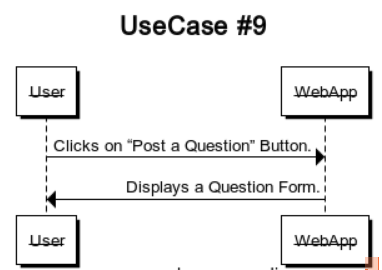 UseCase #9
User WebApp
Clicks on “Post a Question” Button.
Displays a Question Form.
User WebApp